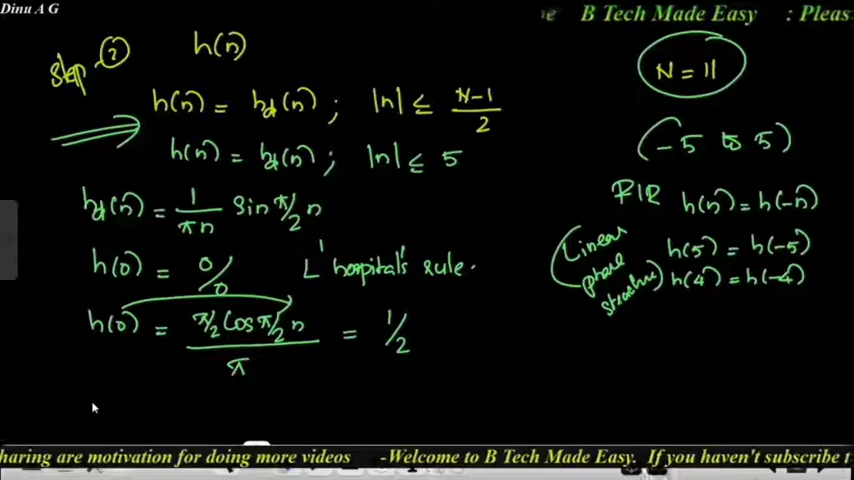 Dinu A G
B Tech Made Easy : Pleas
Step - 2 h(n)
h(n) = hd(n) ; |n| ≤ N-1/2
h(n) = hd(n) ; |n| ≤ 5
hd(n) = 1/πn Sin π/2 n
h(0) = 0/0 L'hospital's rule.
h(0) = π/2 Cos π/2 n / π = 1/2
N = 11
(-5 to 5)
FIR h(n) = h(-n)
(Linear phase structure)
h(5) = h(-5)
h(4) = h(-4)
haring are motivation for doing more videos -Welcome to B Tech Made Easy. If you haven't subscribe t